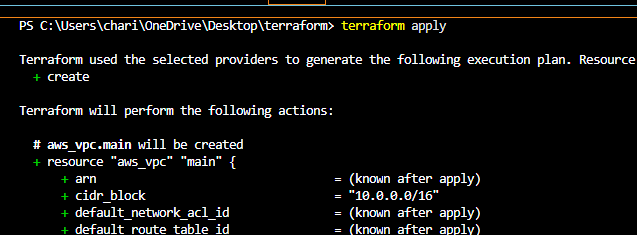 PS C:\Users\chari\OneDrive\Desktop\terraform> terraform apply
Terraform used the selected providers to generate the following execution plan. Resource
+ create
Terraform will perform the following actions:
# aws_vpc.main will be created
+ resource "aws_vpc" "main" {
+ arn = (known after apply)
+ cidr_block = "10.0.0.0/16"
+ default_network_acl_id = (known after apply)
+ default_route_table_id = (known after apply)